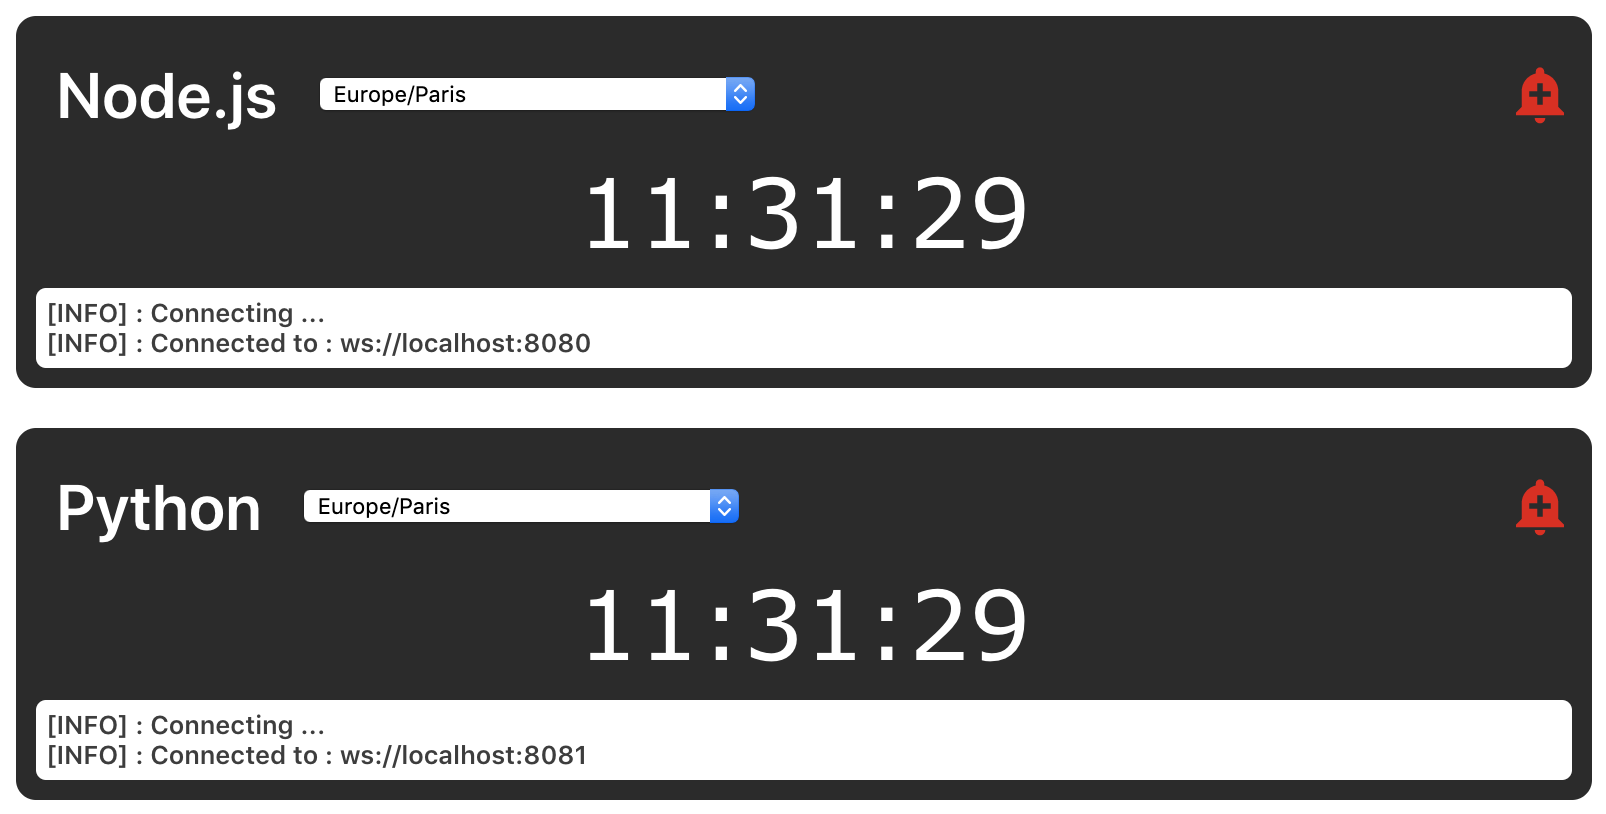 Node.js Europe/Paris
11:31:29
[INFO] : Connecting ...
[INFO] : Connected to : ws://localhost:8080
Python Europe/Paris
11:31:29
[INFO] : Connecting ...
[INFO] : Connected to : ws://localhost:8081